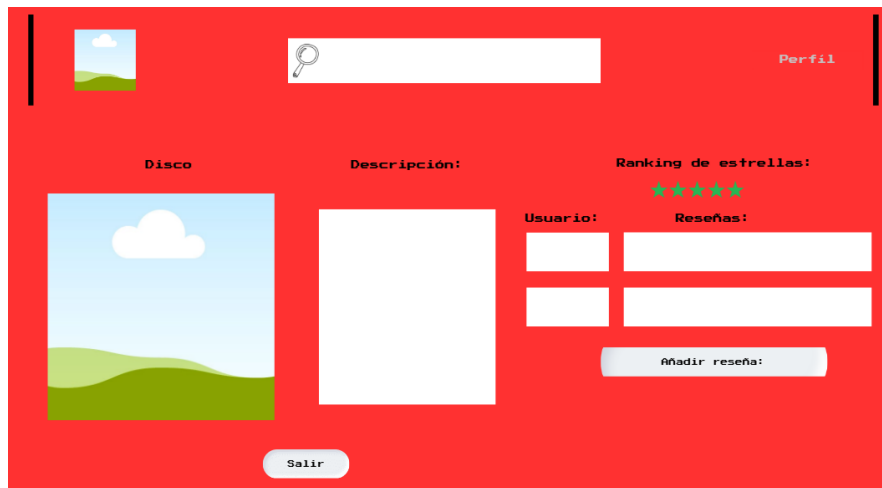 Perfil
Disco
Descripción:
Ranking de estrellas:
Usuario:
Reseñas:
Añadir reseña:
Salir